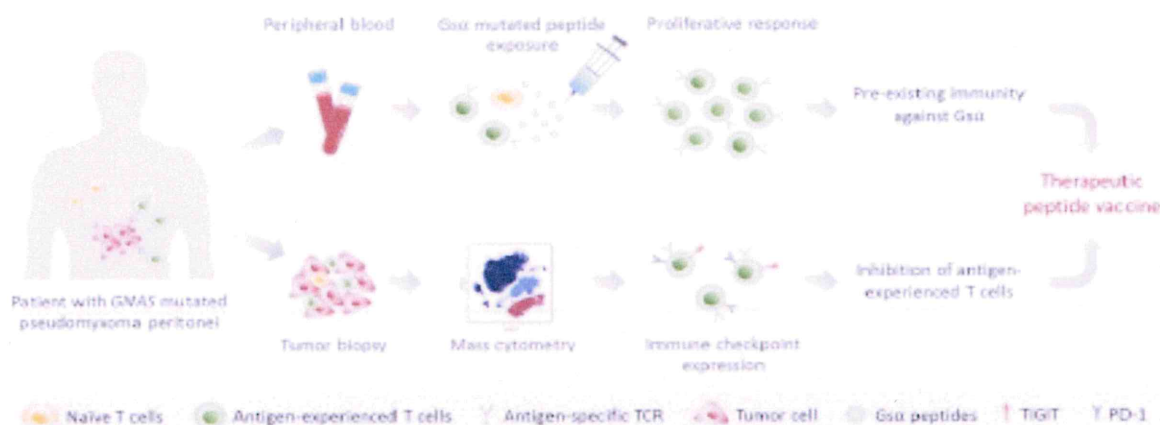 Peripheral blood
Gsα mutated peptide
exposure
Proliferative response
Pre-existing immunity
against Gsα
Therapeutic
peptide vaccine
Patient with GNAS mutated
pseudomyxoma peritonei
Tumor biopsy
Mass cytometry
Immune checkpoint
expression
Inhibition of antigen-
experienced T cells
Naïve T cells
Antigen-experienced T cells
Antigen-specific TCR
Tumor cell
Gsα peptides
TIGIT
PD-1